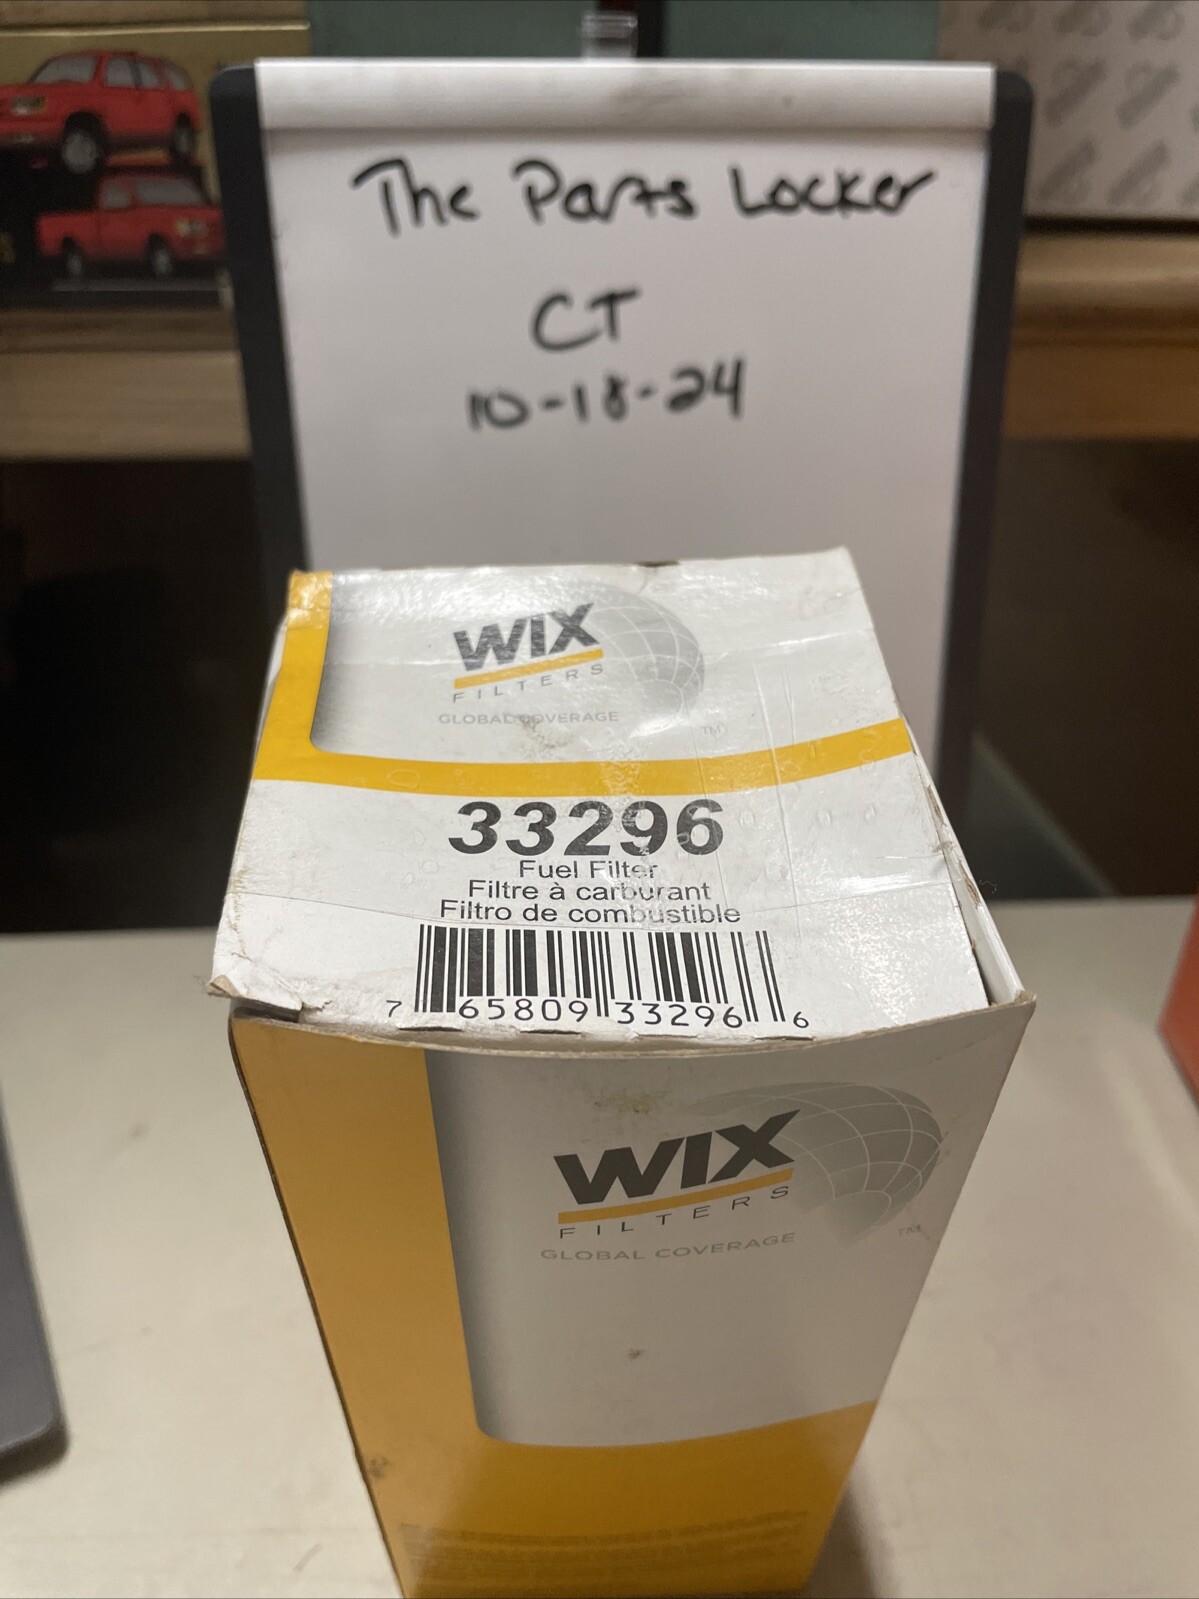 The Parts Locker
CT
10-18-24
WIX
FILTERS
GLOBAL COVERAGE
TM
33296
Fuel Filter
Filtre à carburant
Filtro de combustible
7 65809 33296 6
WIX
FILTERS
GLOBAL COVERAGE
TM